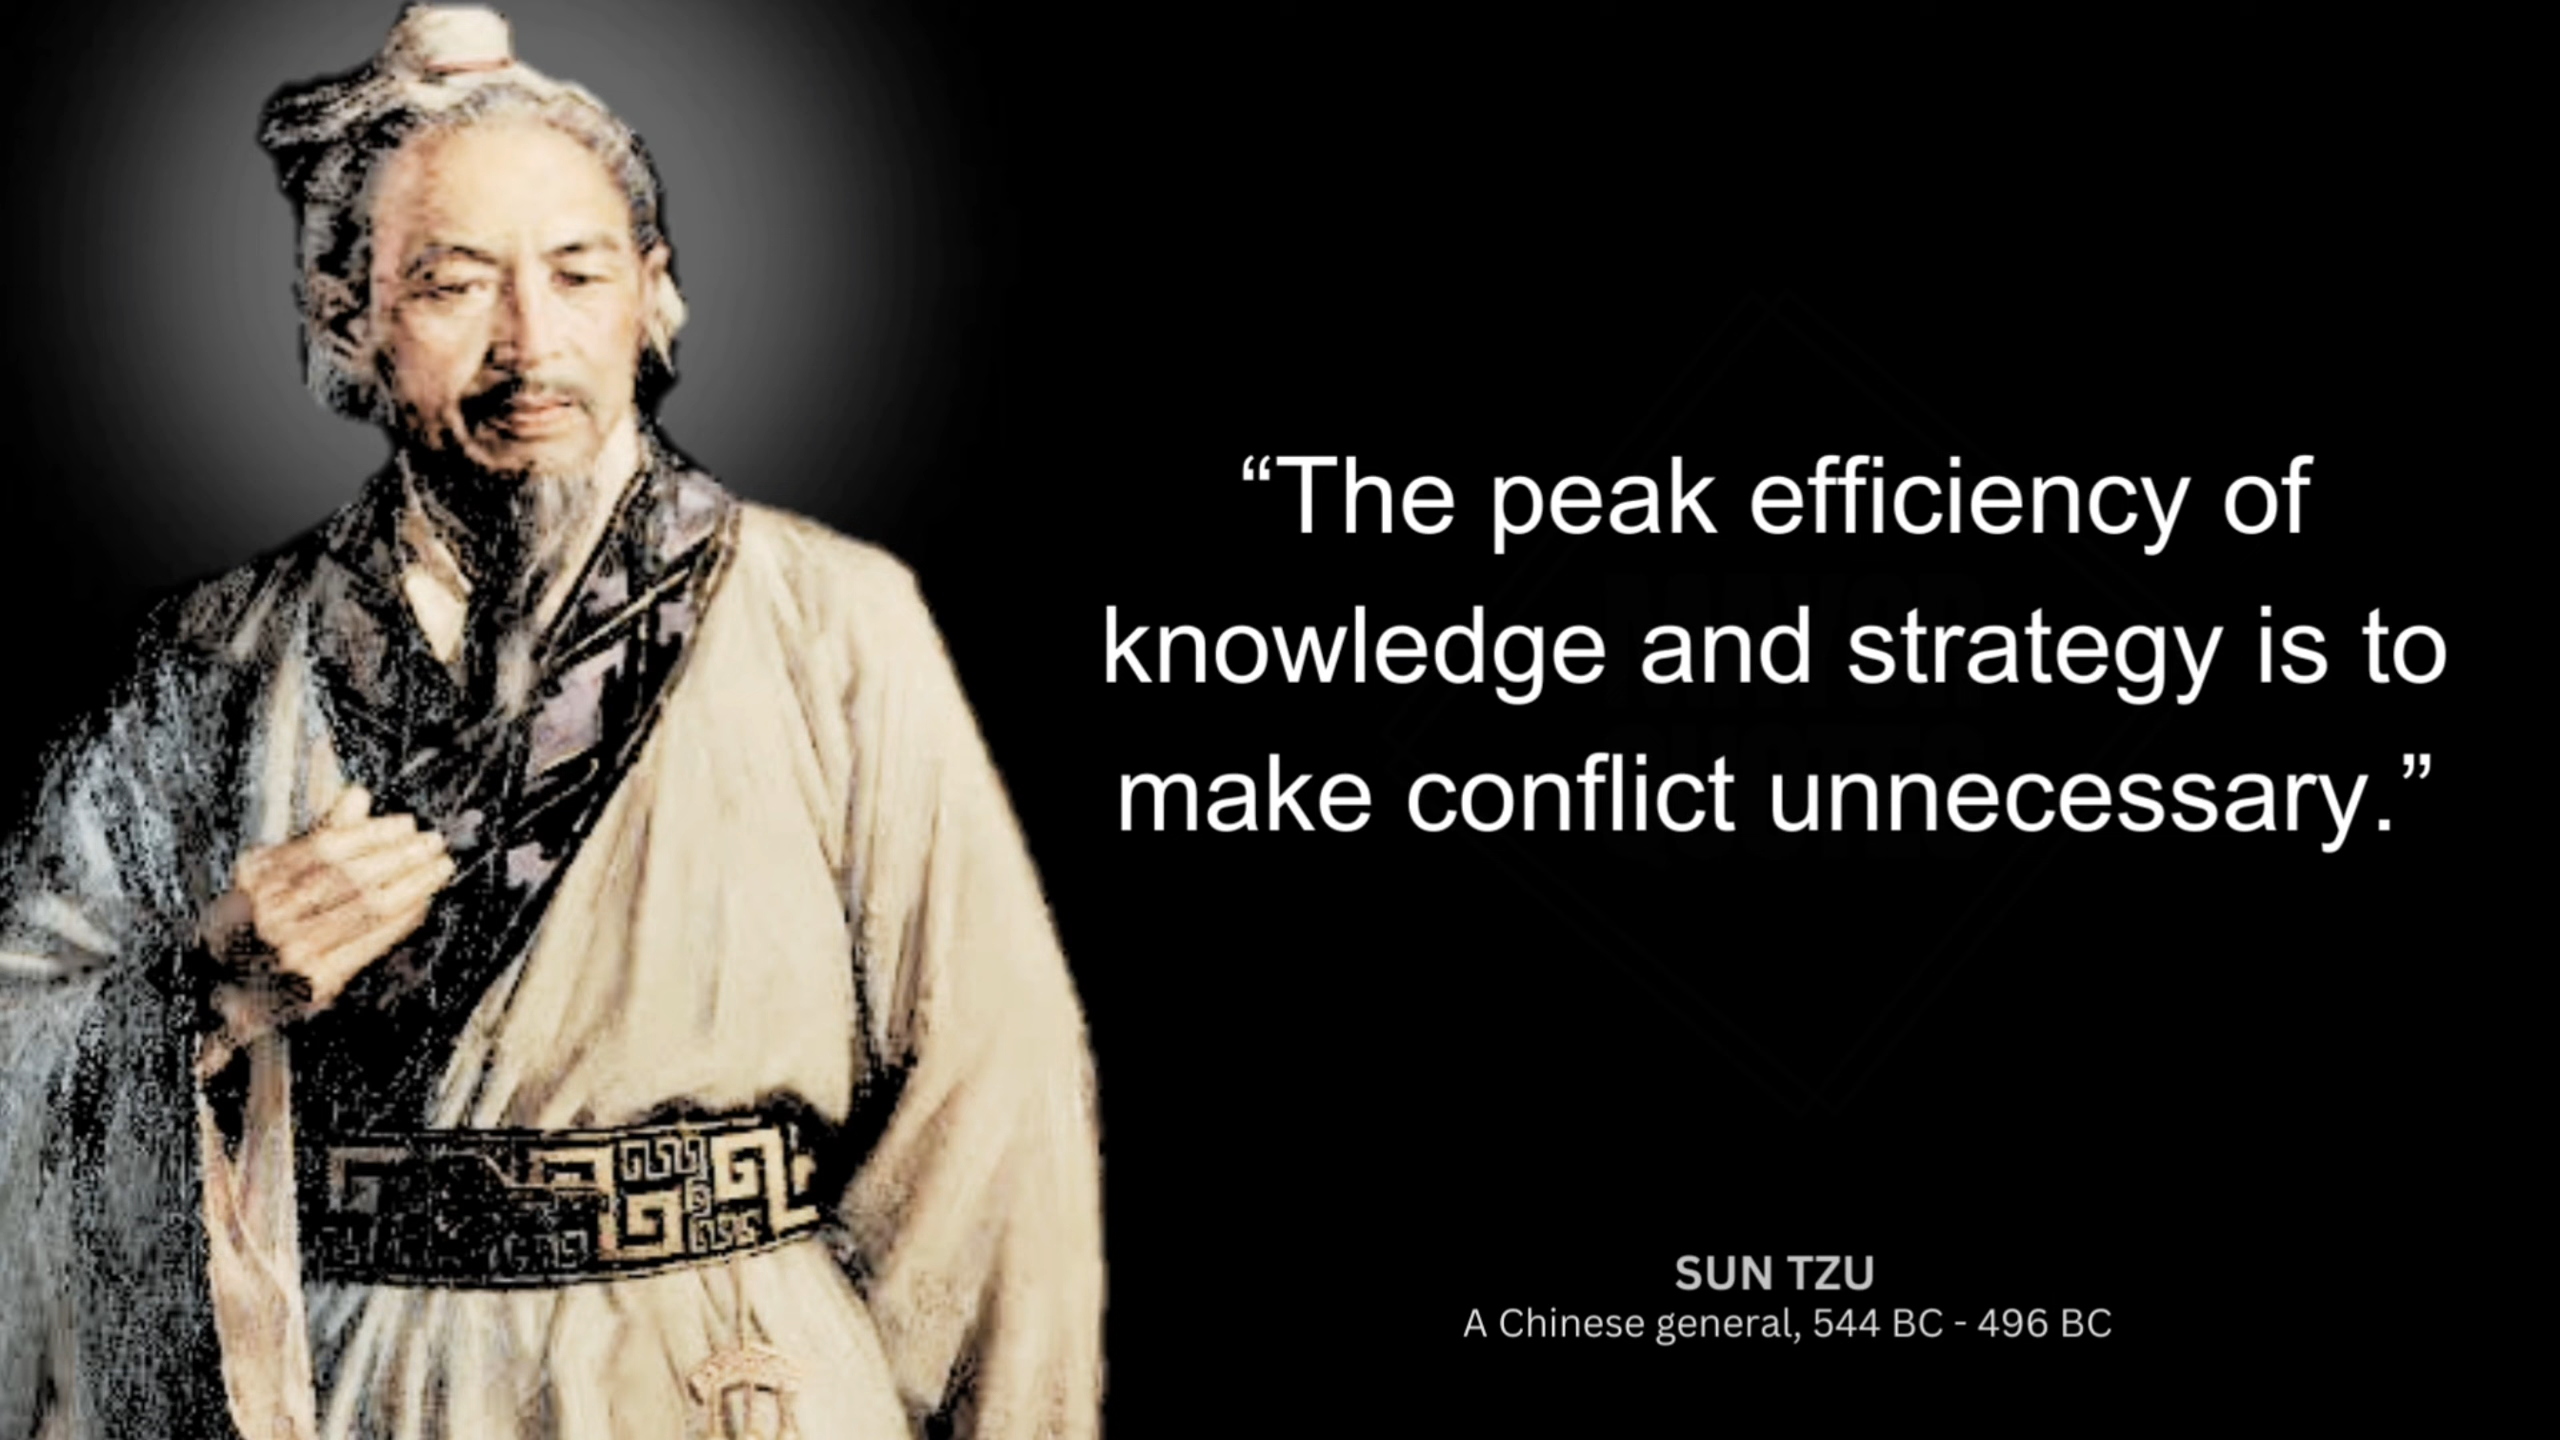 “The peak efficiency of
knowledge and strategy is to
make conflict unnecessary.”
SUN TZU
A Chinese general, 544 BC - 496 BC